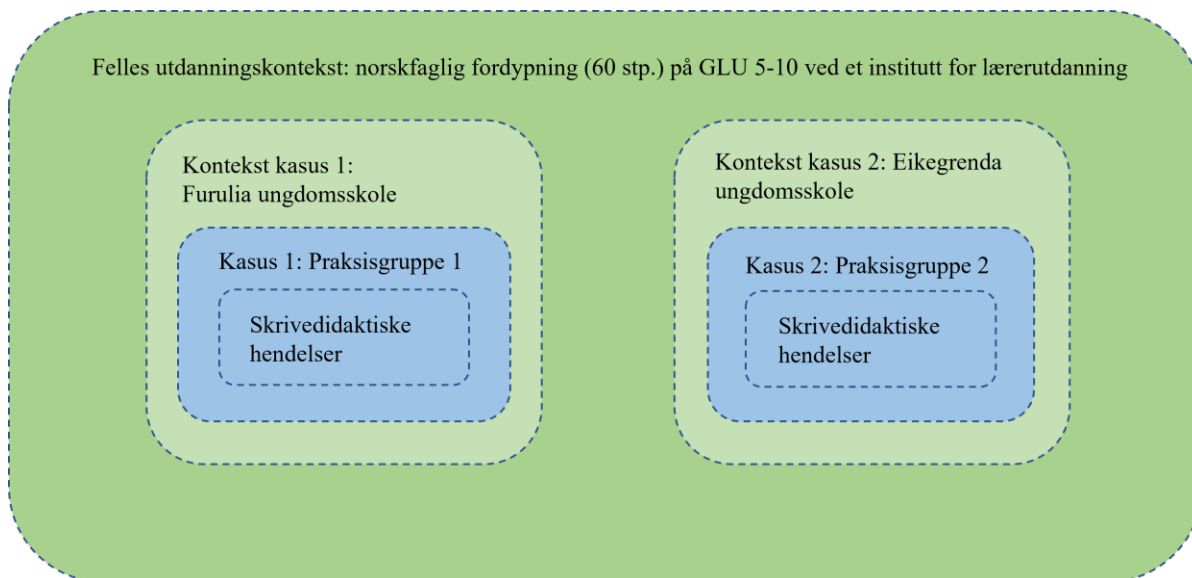 Felles utdanningskontekst: norskfaglig fordypning (60 stp.) på GLU 5-10 ved et institutt for lærerutdanning
Kontekst kasus 1:
Furulia ungdomsskole
Kasus 1: Praksisgruppe 1
Skrivedidaktiske
hendelser
Kontekst kasus 2: Eikegrenda
ungdomsskole
Kasus 2: Praksisgruppe 2
Skrivedidaktiske
hendelser